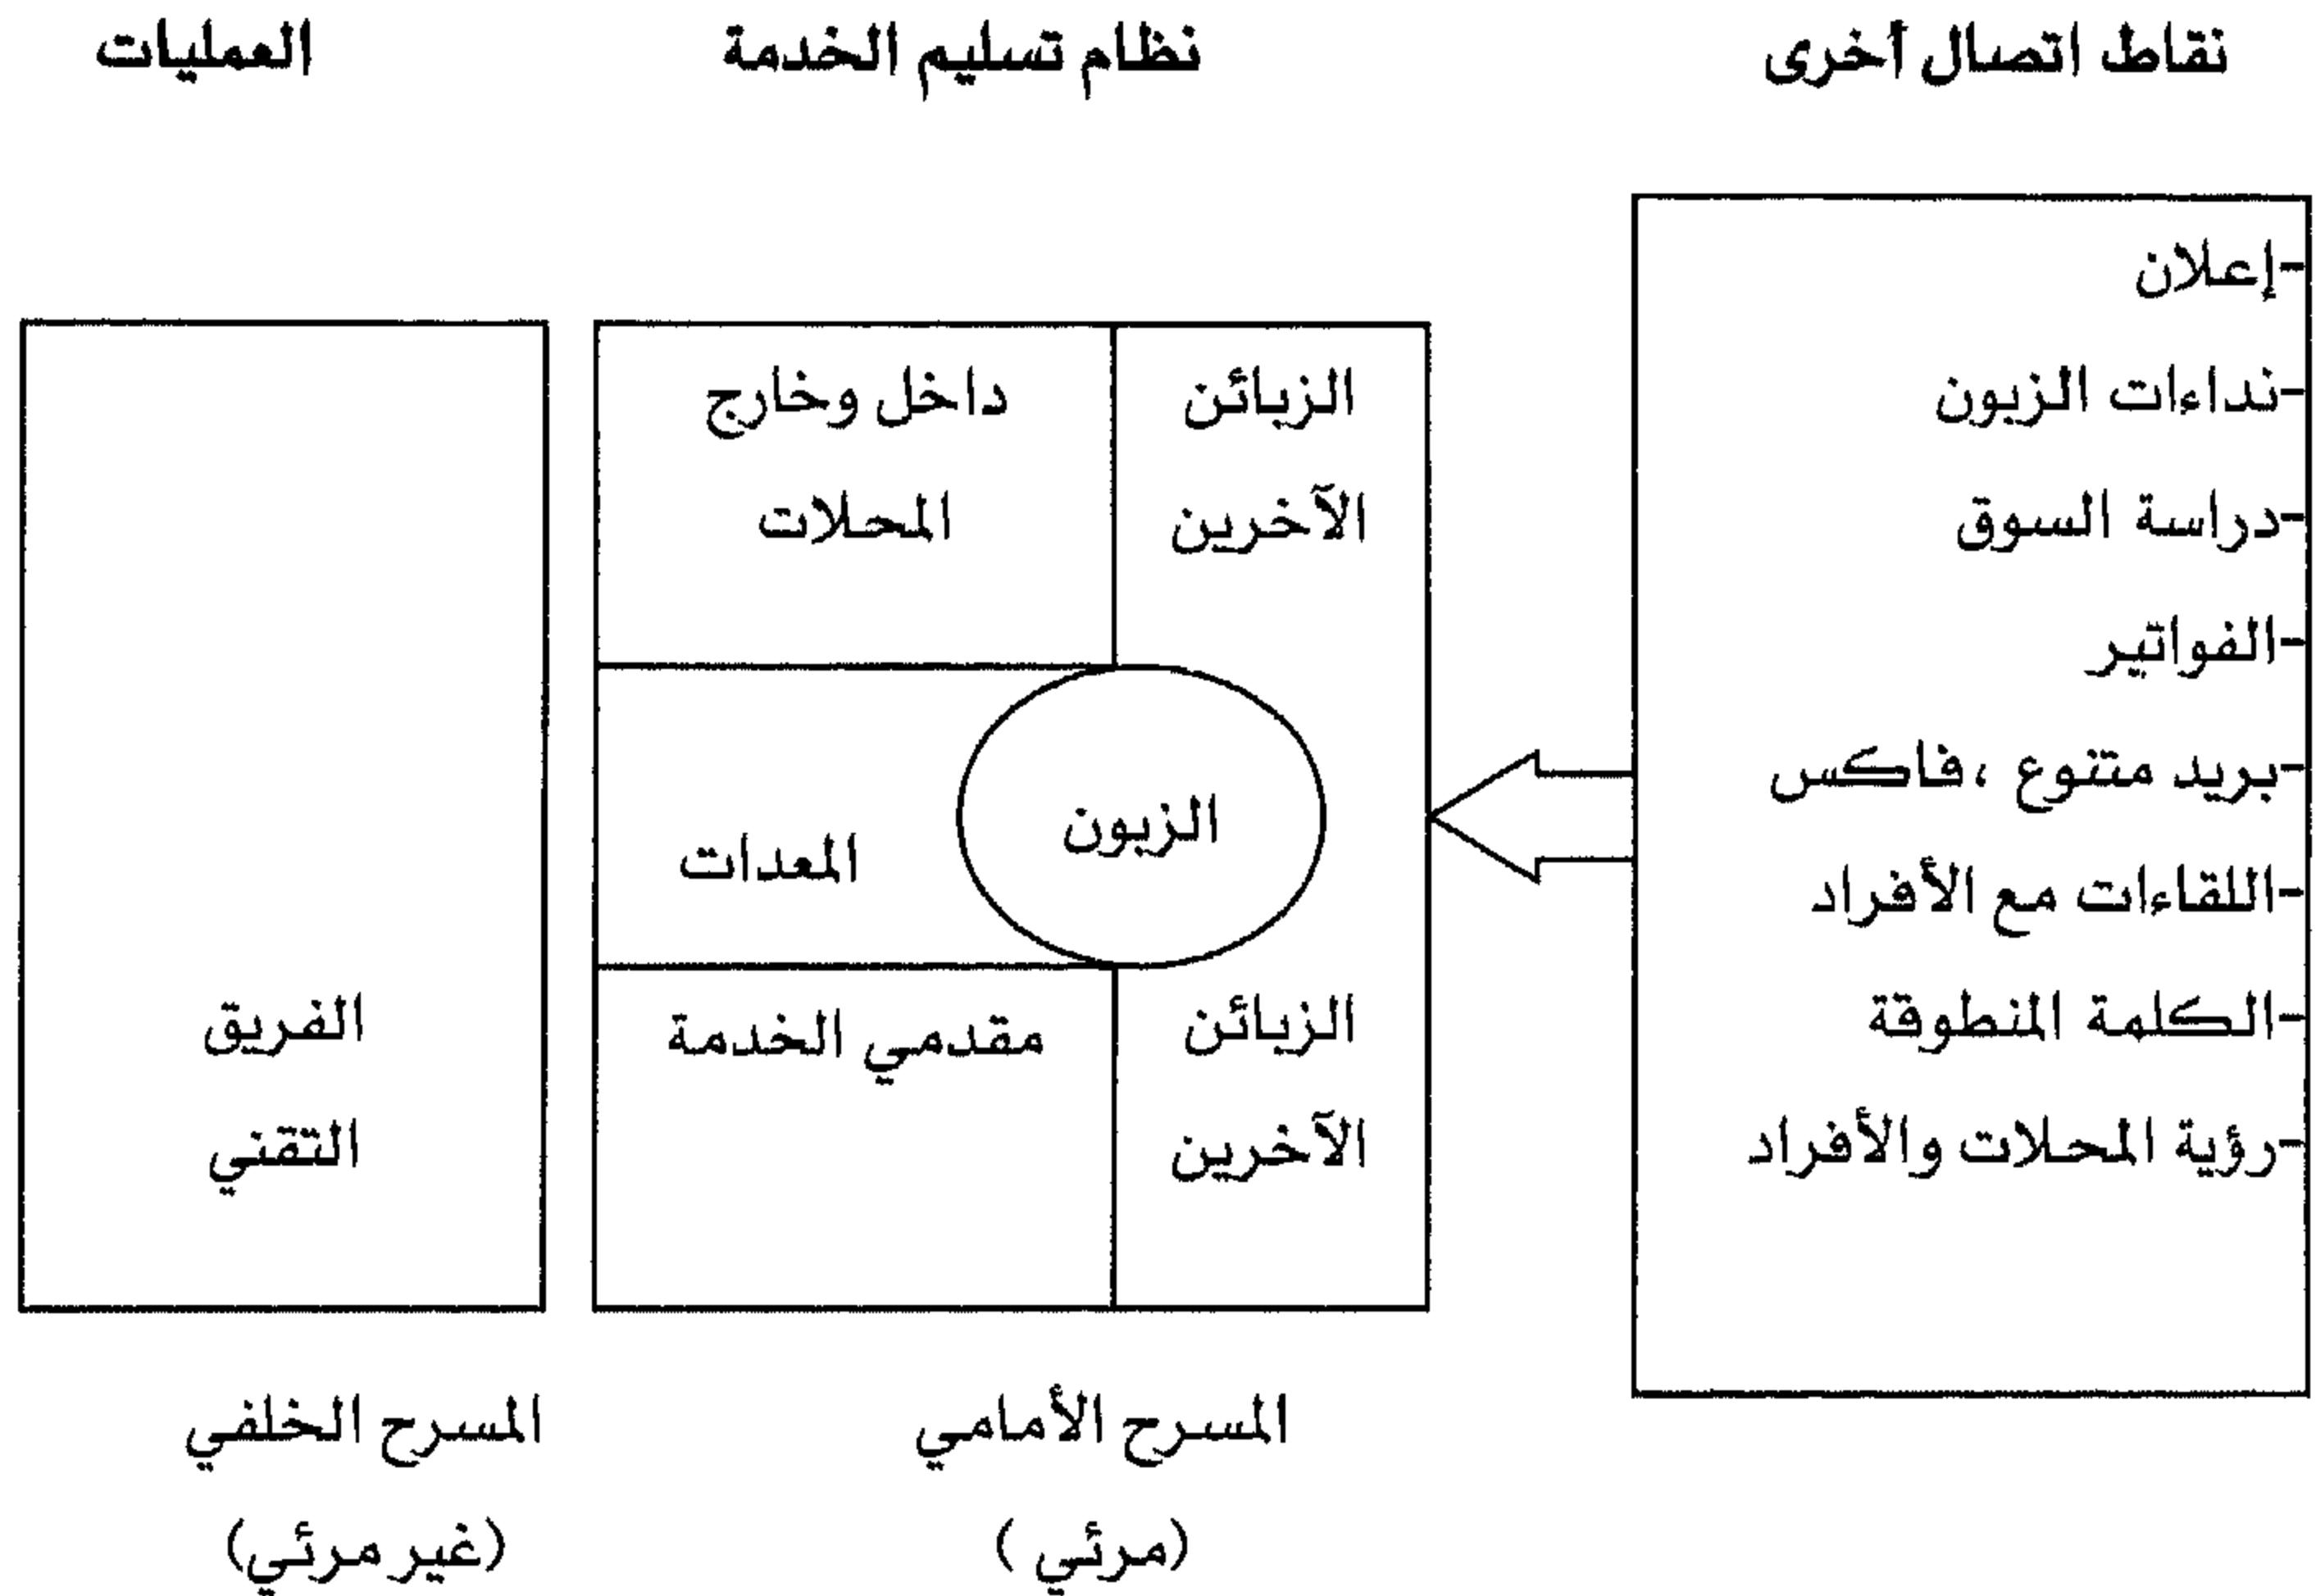 نقاط اتصال أخرى
نظام تسليم الخدمة
العمليات
-إعلان
-نداءات الزبون
-دراسة السوق
-الفواتير
-بريد متنوع ،فاكس
-اللقاءات مع الأفراد
-الكلمة المنطوقة
-رؤية المحلات والأفراد
الزبائن
الآخرين
داخل وخارج
المحلات
الزبون
المعدات
الزبائن
الآخرين
مقدمي الخدمة
الفريق
التقني
المسرح الأمامي
(مرئي )
المسرح الخلفي
(غير مرئي)